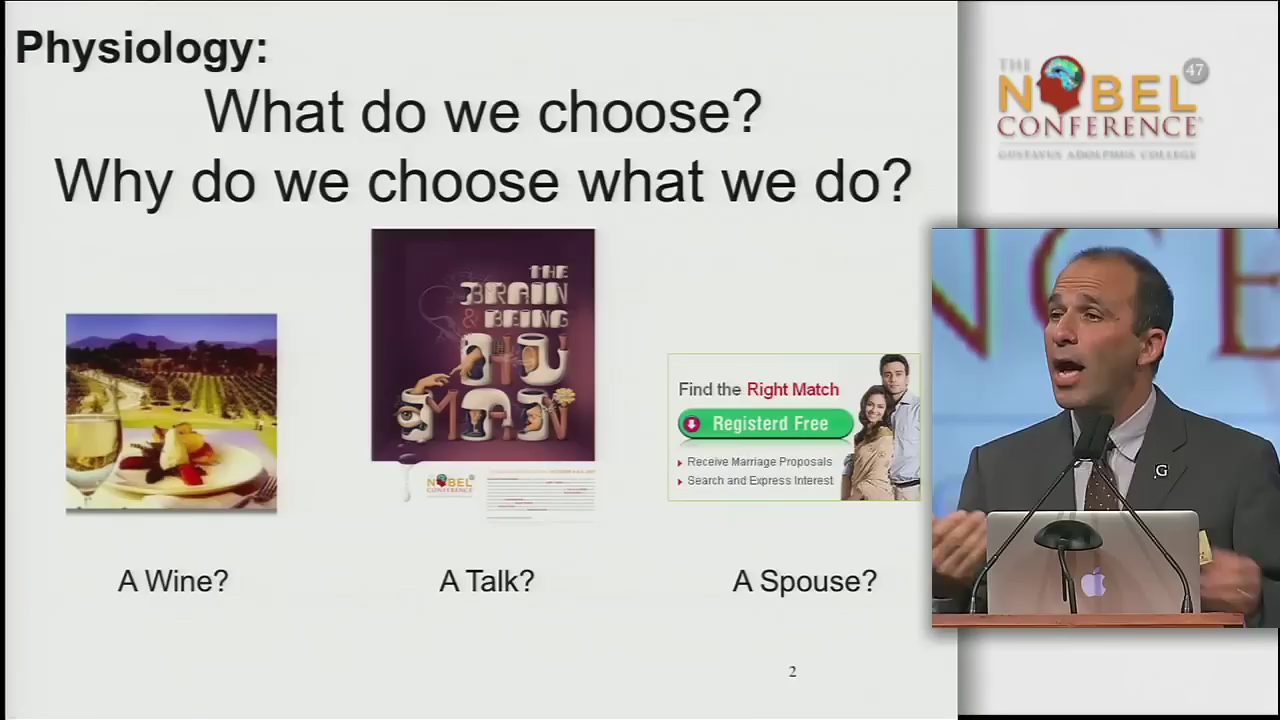 Physiology:
What do we choose?
Why do we choose what we do?
THE
BRAIN
& BEING
HU
MAN
NOBEL
CONFERENCE
Find the Right Match
Registerd Free
Receive Marriage Proposals
Search and Express Interest
A Wine?
A Talk?
A Spouse?
2
THE
NOBEL 47
CONFERENCE
GUSTAVUS ADOLPHUS COLLEGE
NCE
G